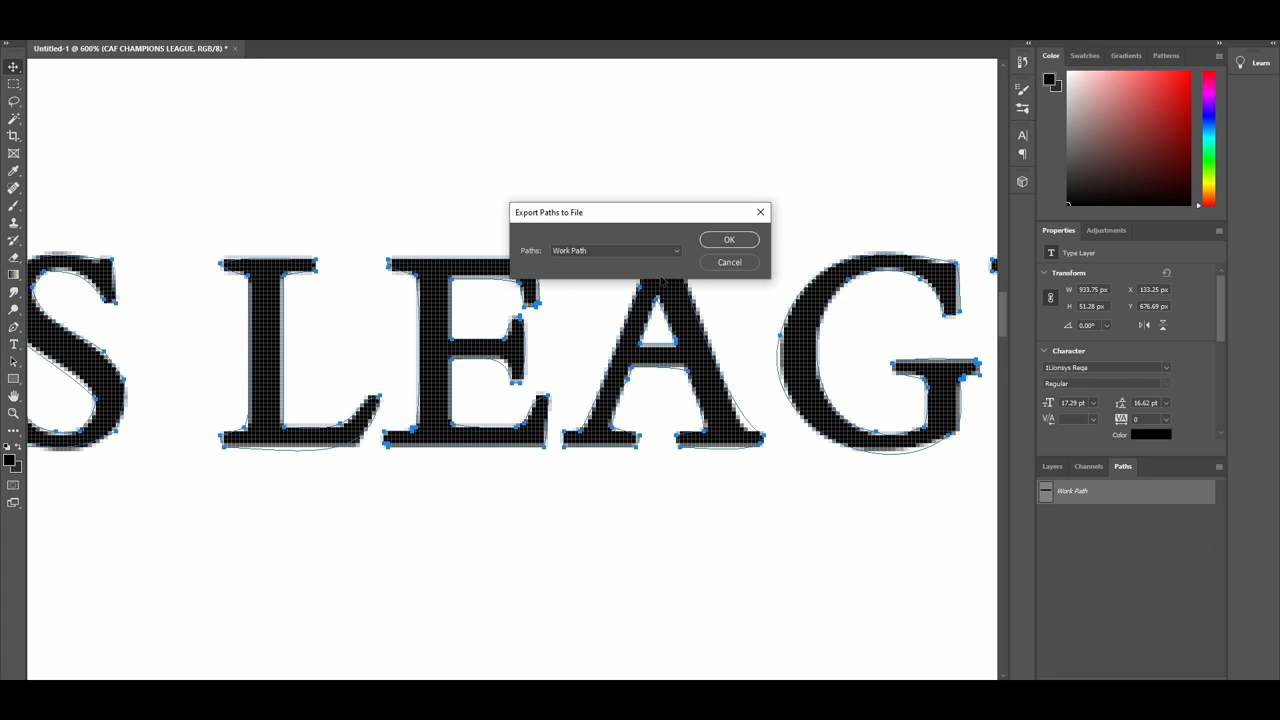 Untitled-1 @ 600% (CAF CHAMPIONS LEAGUE, RGB/8) *
Color Swatches Gradients Patterns
Learn
Export Paths to File
Paths: Work Path
OK
Cancel
S LEAG
Properties Adjustments
Type Layer
Transform
W 933.75 px X 133.25 px
H 51.28 px Y 676.69 px
0.00°
Character
1Lionsys Reqa
Regular
17.29 pt 16.62 pt
0
Color
Layers Channels Paths
Work Path